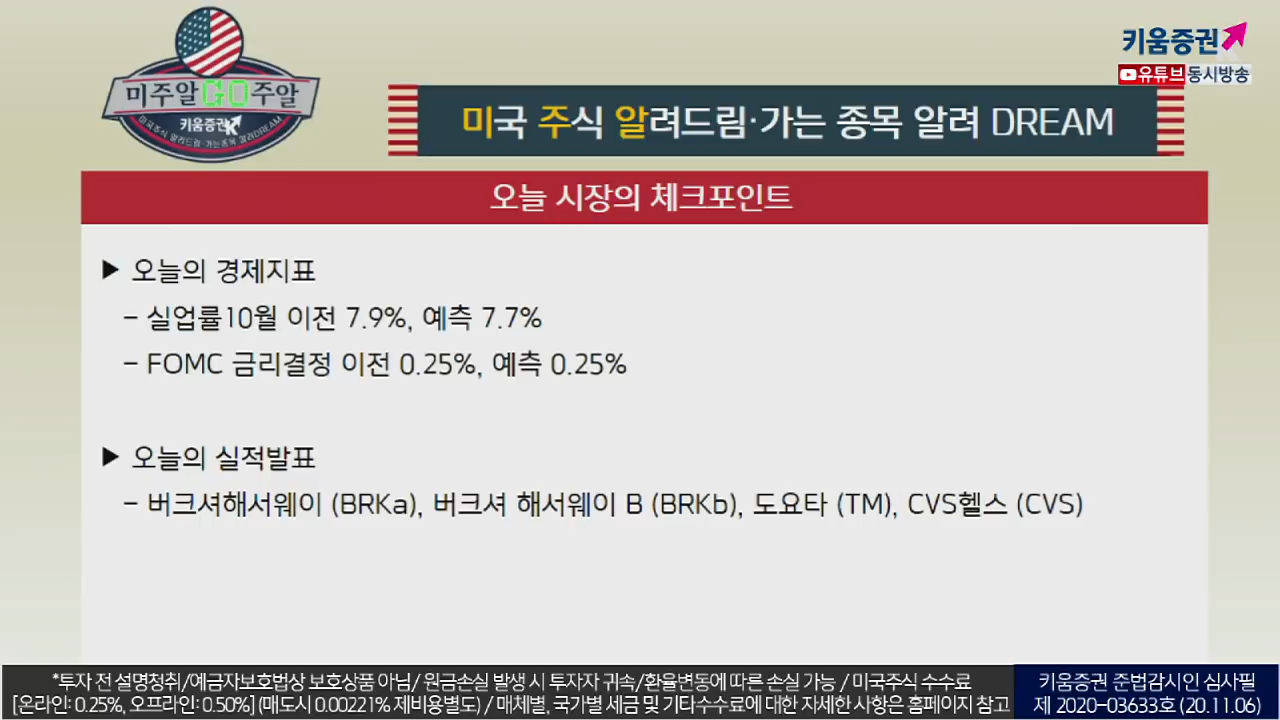 미주알GO주알
키움증권K
미국주식 알려드림·가는종목 알려DREAM
키움증권
유튜브 동시방송
미국 주식 알려드림·가는 종목 알려 DREAM
오늘 시장의 체크포인트
▶ 오늘의 경제지표
- 실업률10월 이전 7.9%, 예측 7.7%
- FOMC 금리결정 이전 0.25%, 예측 0.25%
▶ 오늘의 실적발표
- 버크셔해서웨이 (BRKa), 버크셔 해서웨이 B (BRKb), 도요타 (TM), CVS헬스 (CVS)
*투자 전 설명청취/예금자보호법상 보호상품 아님/ 원금손실 발생 시 투자자 귀속/환율변동에 따른 손실 가능 / 미국주식 수수료
[온라인: 0.25%, 오프라인: 0.50%] (매도시 0.00221% 제비용별도) / 매체별, 국가별 세금 및 기타수수료에 대한 자세한 사항은 홈페이지 참고
키움증권 준법감시인 심사필
제 2020-03633호 (20.11.06)